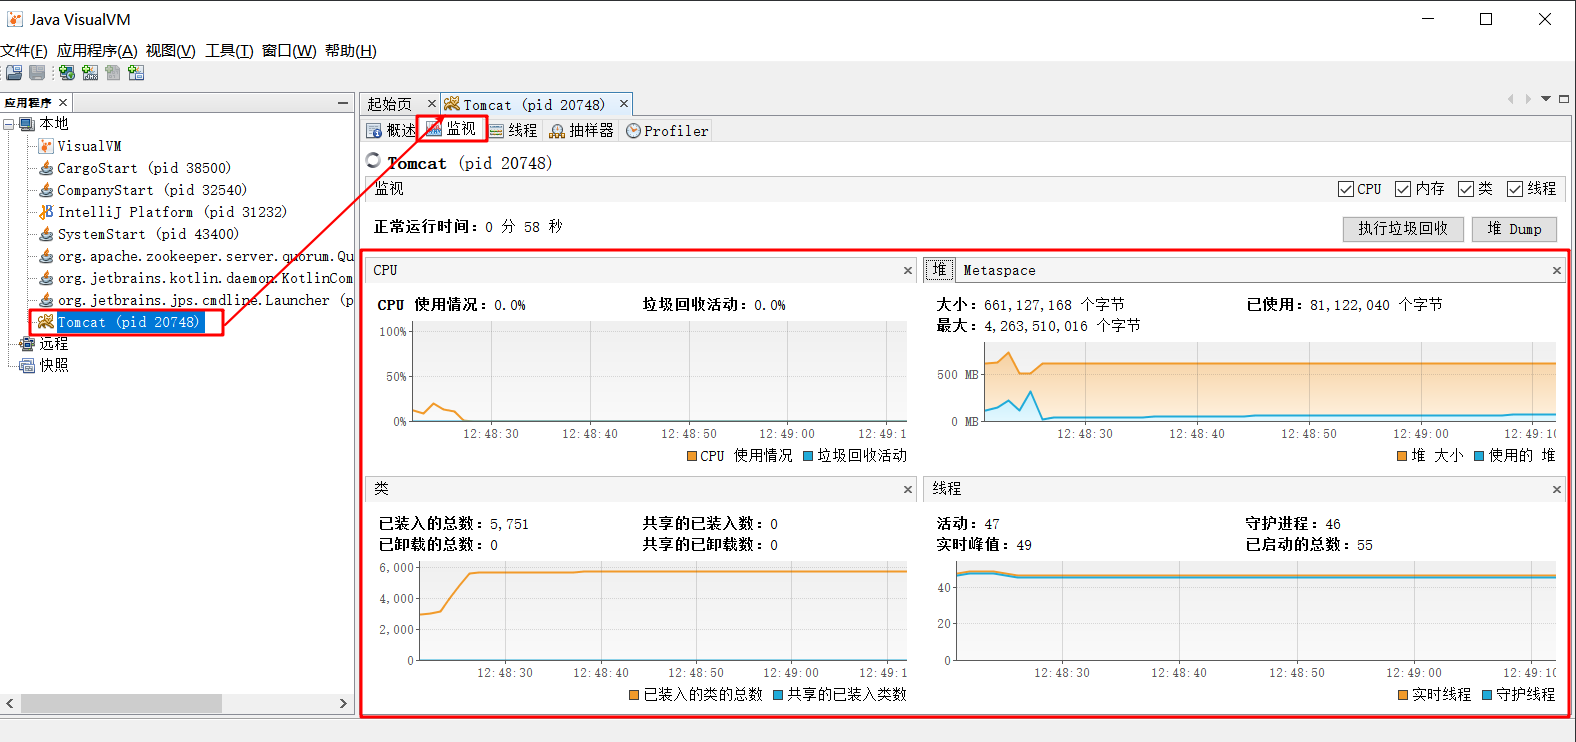 Java VisualVM
文件(F) 应用程序(A) 视图(V) 工具(T) 窗口(W) 帮助(H)
应用程序
本地
VisualVM
CargoStart (pid 38500)
CompanyStart (pid 32540)
IntelliJ Platform (pid 31232)
SystemStart (pid 43400)
org.apache.zookeeper.server.quorum.Qu
org.jetbrains.kotlin.daemon.KotlinCom
org.jetbrains.jps.cmdline.Launcher (p
Tomcat (pid 20748)
远程
快照
起始页 Tomcat (pid 20748)
概述 监视 线程 抽样器 Profiler
Tomcat (pid 20748)
监视 CPU 内存 类 线程
正常运行时间: 0 分 58 秒 执行垃圾回收 堆 Dump
CPU
CPU 使用情况: 0.0% 垃圾回收活动: 0.0%
100%
50%
0%
12:48:30 12:48:40 12:48:50 12:49:00 12:49:1
CPU 使用情况 垃圾回收活动
堆 Metaspace
大小: 661,127,168 个字节 已使用: 81,122,040 个字节
最大: 4,263,510,016 个字节
500 MB
0 MB
12:48:30 12:48:40 12:48:50 12:49:00 12:49:10
堆 大小 使用的 堆
类
已装入的总数: 5,751 共享的已装入数: 0
已卸载的总数: 0 共享的已卸载数: 0
6,000
4,000
2,000
0
12:48:30 12:48:40 12:48:50 12:49:00 12:49:1
已装入的类的总数 共享的已装入类数
线程
活动: 47 守护进程: 46
实时峰值: 49 已启动的总数: 55
40
20
0
12:48:30 12:48:40 12:48:50 12:49:00 12:49:10
实时线程 守护线程